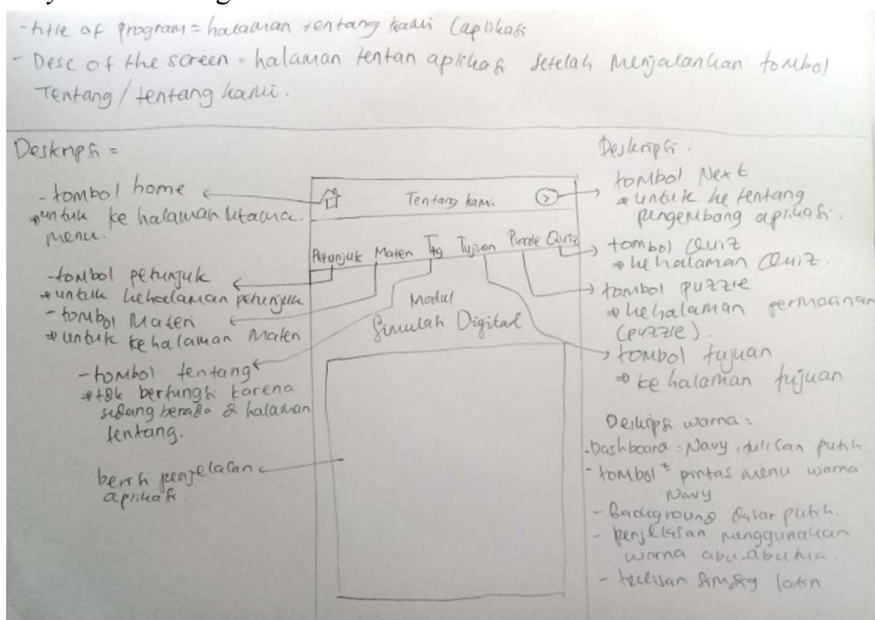 - title of program = halaman tentang kami (aplikasi
- Desc of the screen = halaman tentan aplikasi setelah menjalankan tombol
Tentang / tentang kami.
Deskripsi =
- tombol home
untuk ke halaman utama
menu.
- tombol petunjuk
untuk kehalaman petunjuk
- tombol Materi
untuk ke halaman Materi
- tombol tentang
tdk berfungsi karena
sedang berada di halaman
tentang.
berisi penjelasan
aplikasi.
Tentang kami
Petunjuk Materi Ttg Tujuan Puzzle Quiz
Modul
Simulasi Digital
Deskripsi.
tombol Next
untuk ke tentang
pengembang aplikasi.
tombol Quiz
ke halaman Quiz.
tombol puzzle
ke halaman permainan
(puzzle).
tombol tujuan
ke halaman tujuan
Deskripsi warna =
- Dashboard = Navy, tulisan putih
- tombol² pintas menu warna
Navy
- Background dasar putih.
- penjelasan menggunakan
warna abu-abu
- tulisan latin